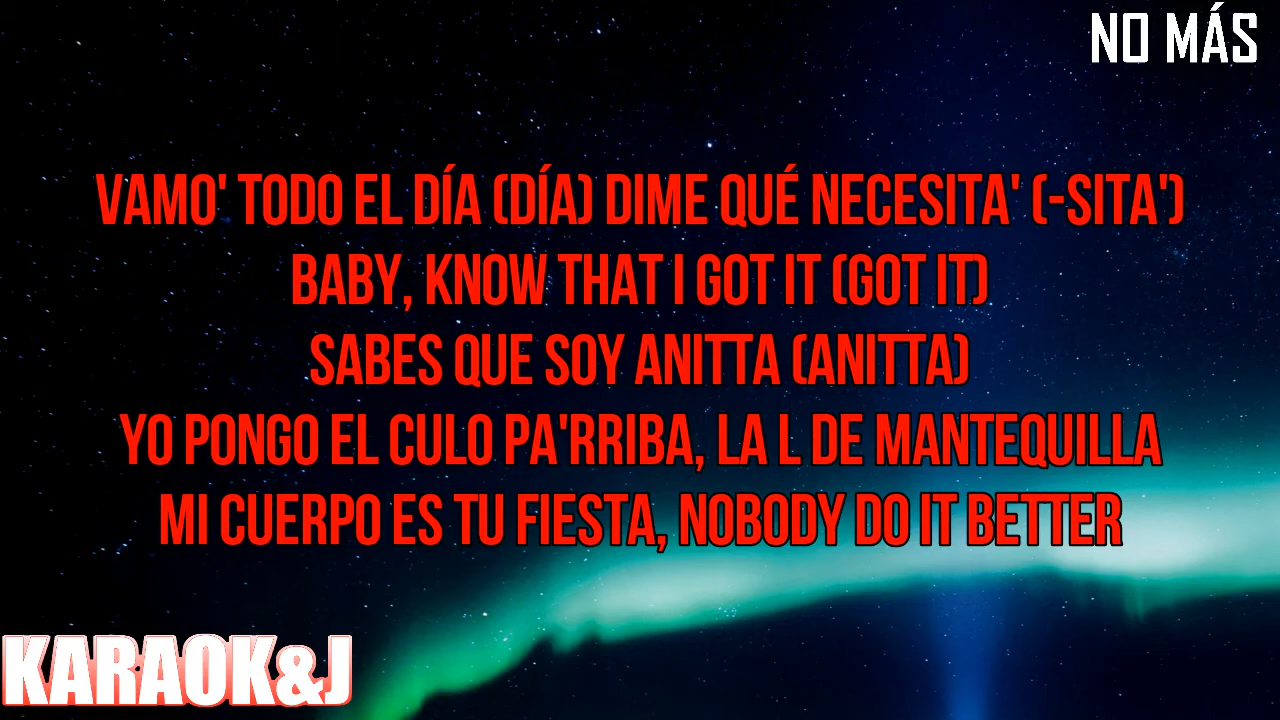 NO MÁS
VAMO' TODO EL DÍA (DÍA) DIME QUÉ NECESITA' (-SITA')
BABY, KNOW THAT I GOT IT (GOT IT)
SABES QUE SOY ANITTA (ANITTA)
YO PONGO EL CULO PA'RRIBA, LA L DE MANTEQUILLA
MI CUERPO ES TU FIESTA, NOBODY DO IT BETTER
KARAOK&J